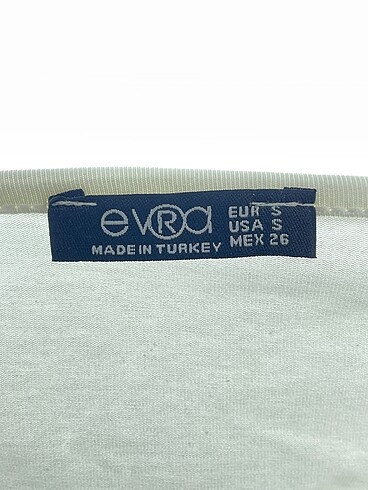 evra
MADE IN TURKEY
EUR S
USA S
MEX 26